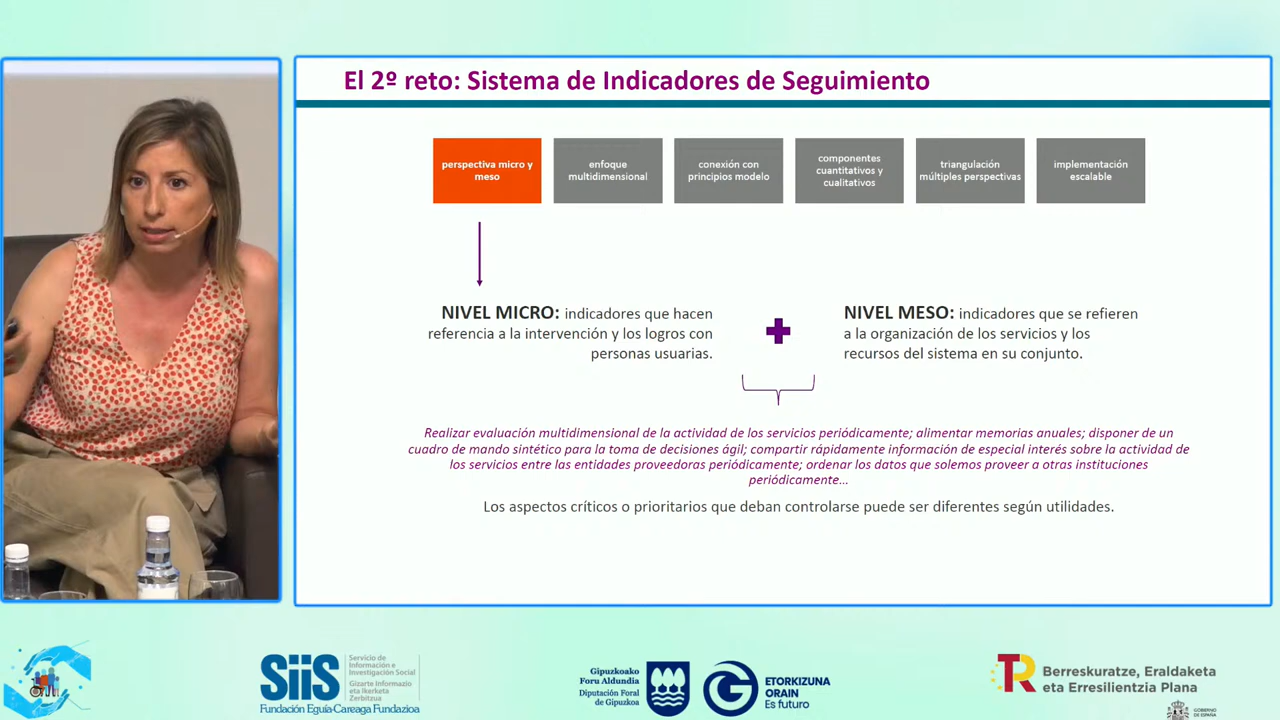 El 2º reto: Sistema de Indicadores de Seguimiento
perspectiva micro y
meso
enfoque
multidimensional
conexión con
principios modelo
componentes
cuantitativos y
cualitativos
triangulación
múltiples perspectivas
implementación
escalable
NIVEL MICRO: indicadores que hacen
referencia a la intervención y los logros con
personas usuarias.
NIVEL MESO: indicadores que se refieren
a la organización de los servicios y los
recursos del sistema en su conjunto.
Realizar evaluación multidimensional de la actividad de los servicios periódicamente; alimentar memorias anuales; disponer de un
cuadro de mando sintético para la toma de decisiones ágil; compartir rápidamente información de especial interés sobre la actividad de
los servicios entre las entidades proveedoras periódicamente; ordenar los datos que solemos proveer a otras instituciones
periódicamente...
Los aspectos críticos o prioritarios que deban controlarse puede ser diferentes según utilidades.
SiiS
Servicio de
Información e
Investigación Social
Gizarte Informazio
eta Ikerketa
Zerbitzua
Fundación Eguía-Careaga Fundazioa
Gipuzkoako
Foru Aldundia
Diputación Foral
de Gipuzkoa
ETORKIZUNA
ORAIN
Es futuro
Berreskuratze, Eraldaketa
eta Erresilientzia Plana
GOBIERNO
DE ESPAÑA